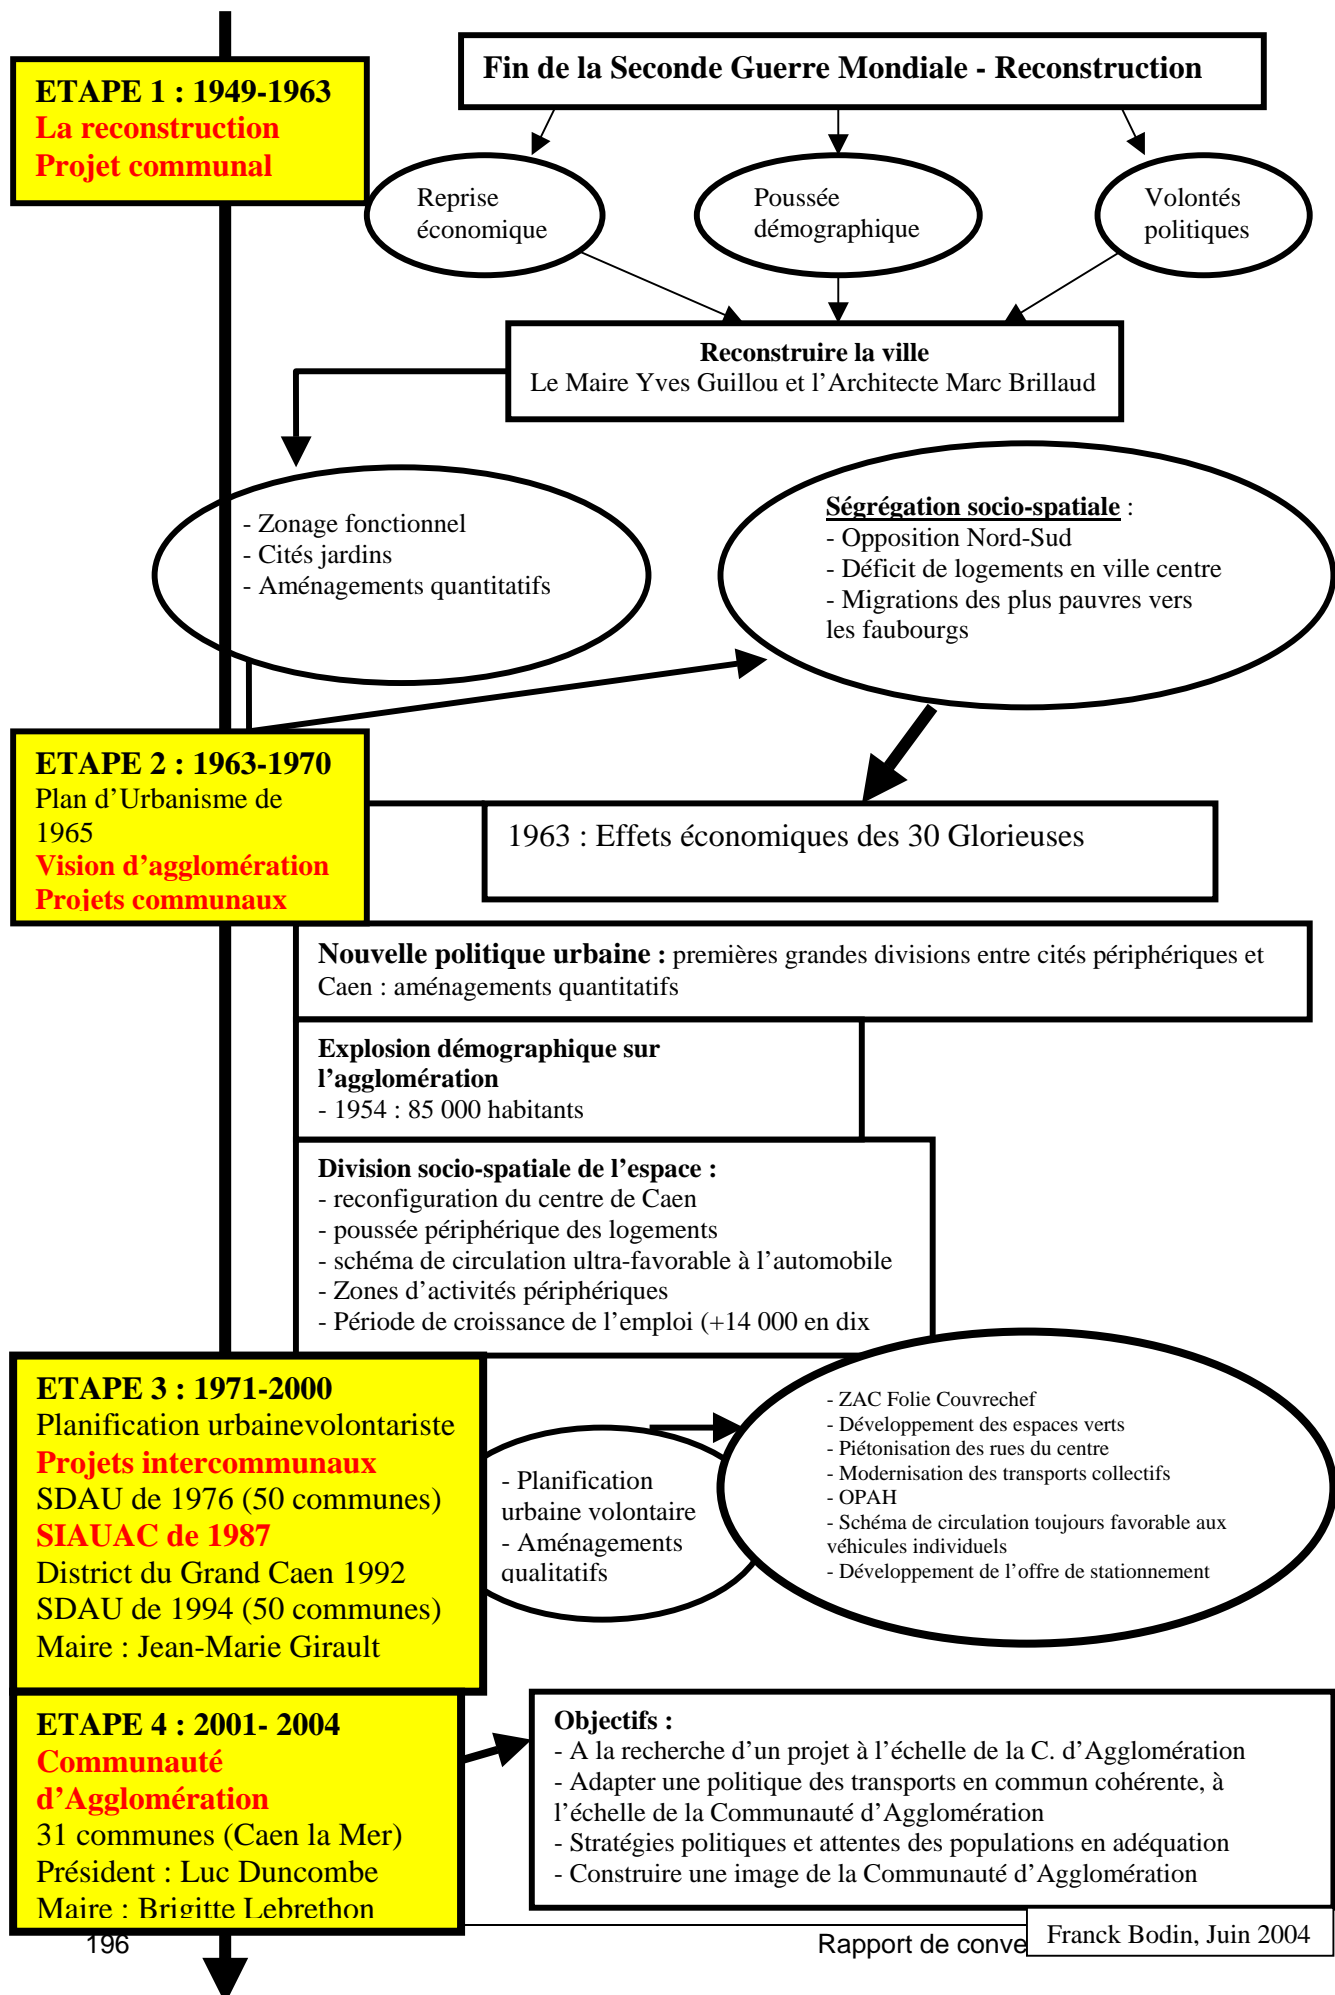 ETAPE 1 : 1949-1963
La reconstruction
Projet communal
Fin de la Seconde Guerre Mondiale - Reconstruction
Reprise
économique
Poussée
démographique
Volontés
politiques
Reconstruire la ville
Le Maire Yves Guillou et l’Architecte Marc Brillaud
- Zonage fonctionnel
- Cités jardins
- Aménagements quantitatifs
Ségrégation socio-spatiale :
- Opposition Nord-Sud
- Déficit de logements en ville centre
- Migrations des plus pauvres vers
les faubourgs
ETAPE 2 : 1963-1970
Plan d’Urbanisme de
1965
Vision d’agglomération
Projets communaux
1963 : Effets économiques des 30 Glorieuses
Nouvelle politique urbaine : premières grandes divisions entre cités périphériques et
Caen : aménagements quantitatifs
Explosion démographique sur
l’agglomération
- 1954 : 85 000 habitants
Division socio-spatiale de l’espace :
- reconfiguration du centre de Caen
- poussée périphérique des logements
- schéma de circulation ultra-favorable à l’automobile
- Zones d’activités périphériques
- Période de croissance de l’emploi (+14 000 en dix
ETAPE 3 : 1971-2000
Planification urbainevolontariste
Projets intercommunaux
SDAU de 1976 (50 communes)
SIAUAC de 1987
District du Grand Caen 1992
SDAU de 1994 (50 communes)
Maire : Jean-Marie Girault
- Planification
urbaine volontaire
- Aménagements
qualitatifs
- ZAC Folie Couvrechef
- Développement des espaces verts
- Piétonisation des rues du centre
- Modernisation des transports collectifs
- OPAH
- Schéma de circulation toujours favorable aux
véhicules individuels
- Développement de l’offre de stationnement
ETAPE 4 : 2001- 2004
Communauté
d’Agglomération
31 communes (Caen la Mer)
Président : Luc Duncombe
Maire : Brigitte Lebrethon
Objectifs :
- A la recherche d’un projet à l’échelle de la C. d’Agglomération
- Adapter une politique des transports en commun cohérente, à
l’échelle de la Communauté d’Agglomération
- Stratégies politiques et attentes des populations en adéquation
- Construire une image de la Communauté d’Agglomération
196
Rapport de conve
Franck Bodin, Juin 2004